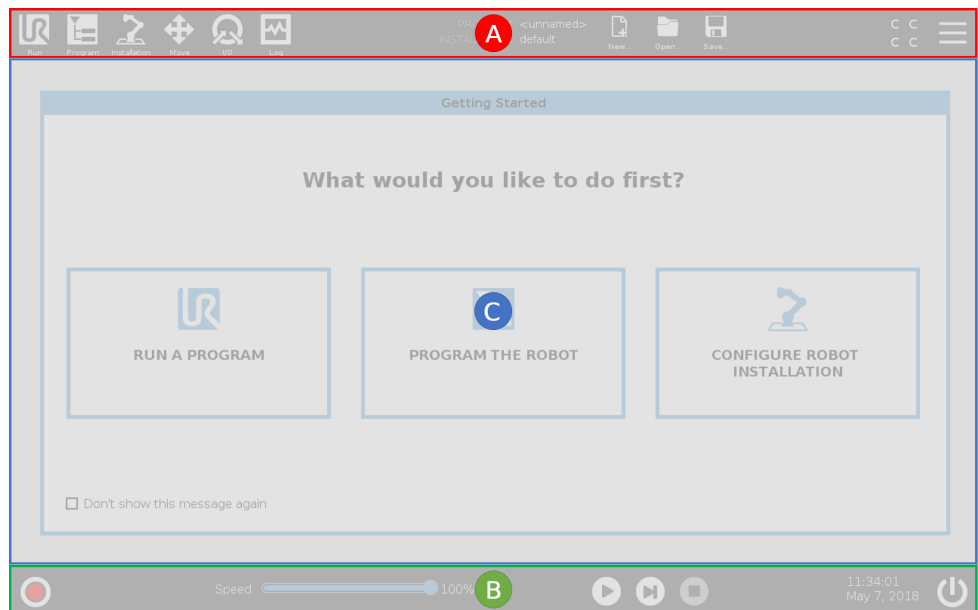 <unnamed>
A
default
Run
Program
Installation
Move
I/O
Log
New...
Open...
Save...
C C
C C
Getting Started
What would you like to do first?
C
RUN A PROGRAM
PROGRAM THE ROBOT
CONFIGURE ROBOT
INSTALLATION
Don't show this message again
Speed
100%
B
11:34:01
May 7, 2018